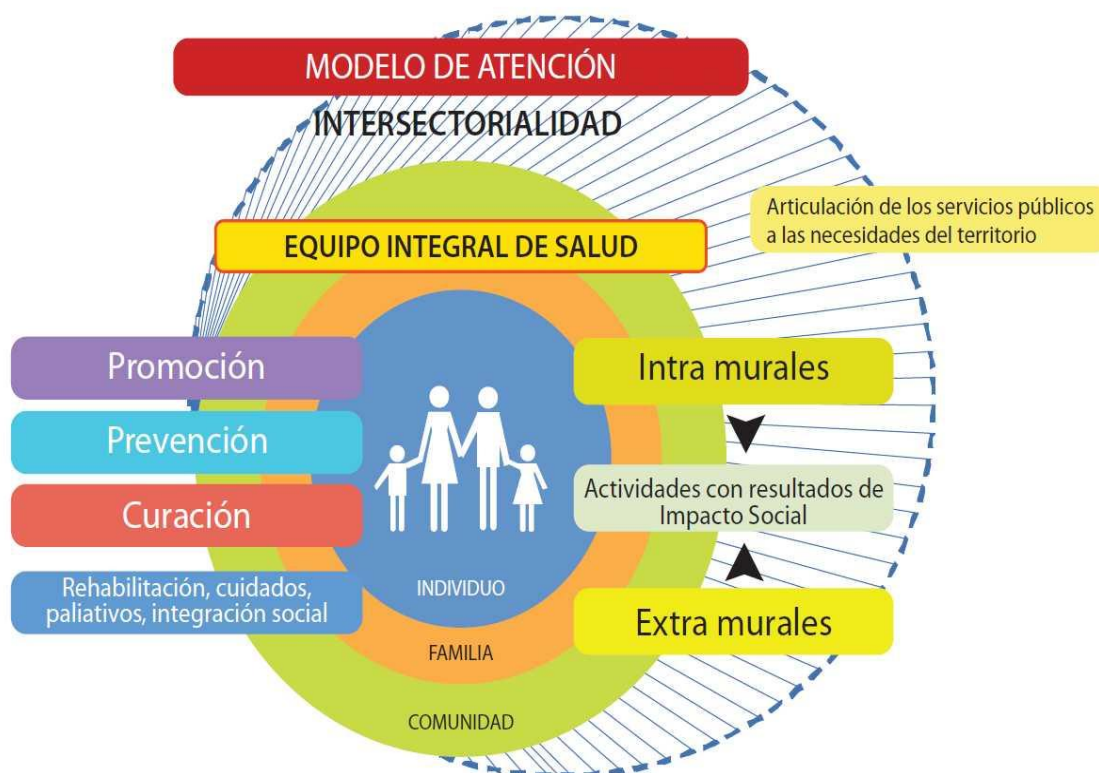 MODELO DE ATENCIÓN
INTERSECTORIALIDAD
Articulación de los servicios públicos
a las necesidades del territorio
EQUIPO INTEGRAL DE SALUD
Promoción
Prevención
Curación
Rehabilitación, cuidados,
paliativos, integración social
Intra murales
Actividades con resultados de
Impacto Social
Extra murales
INDIVIDUO
FAMILIA
COMUNIDAD